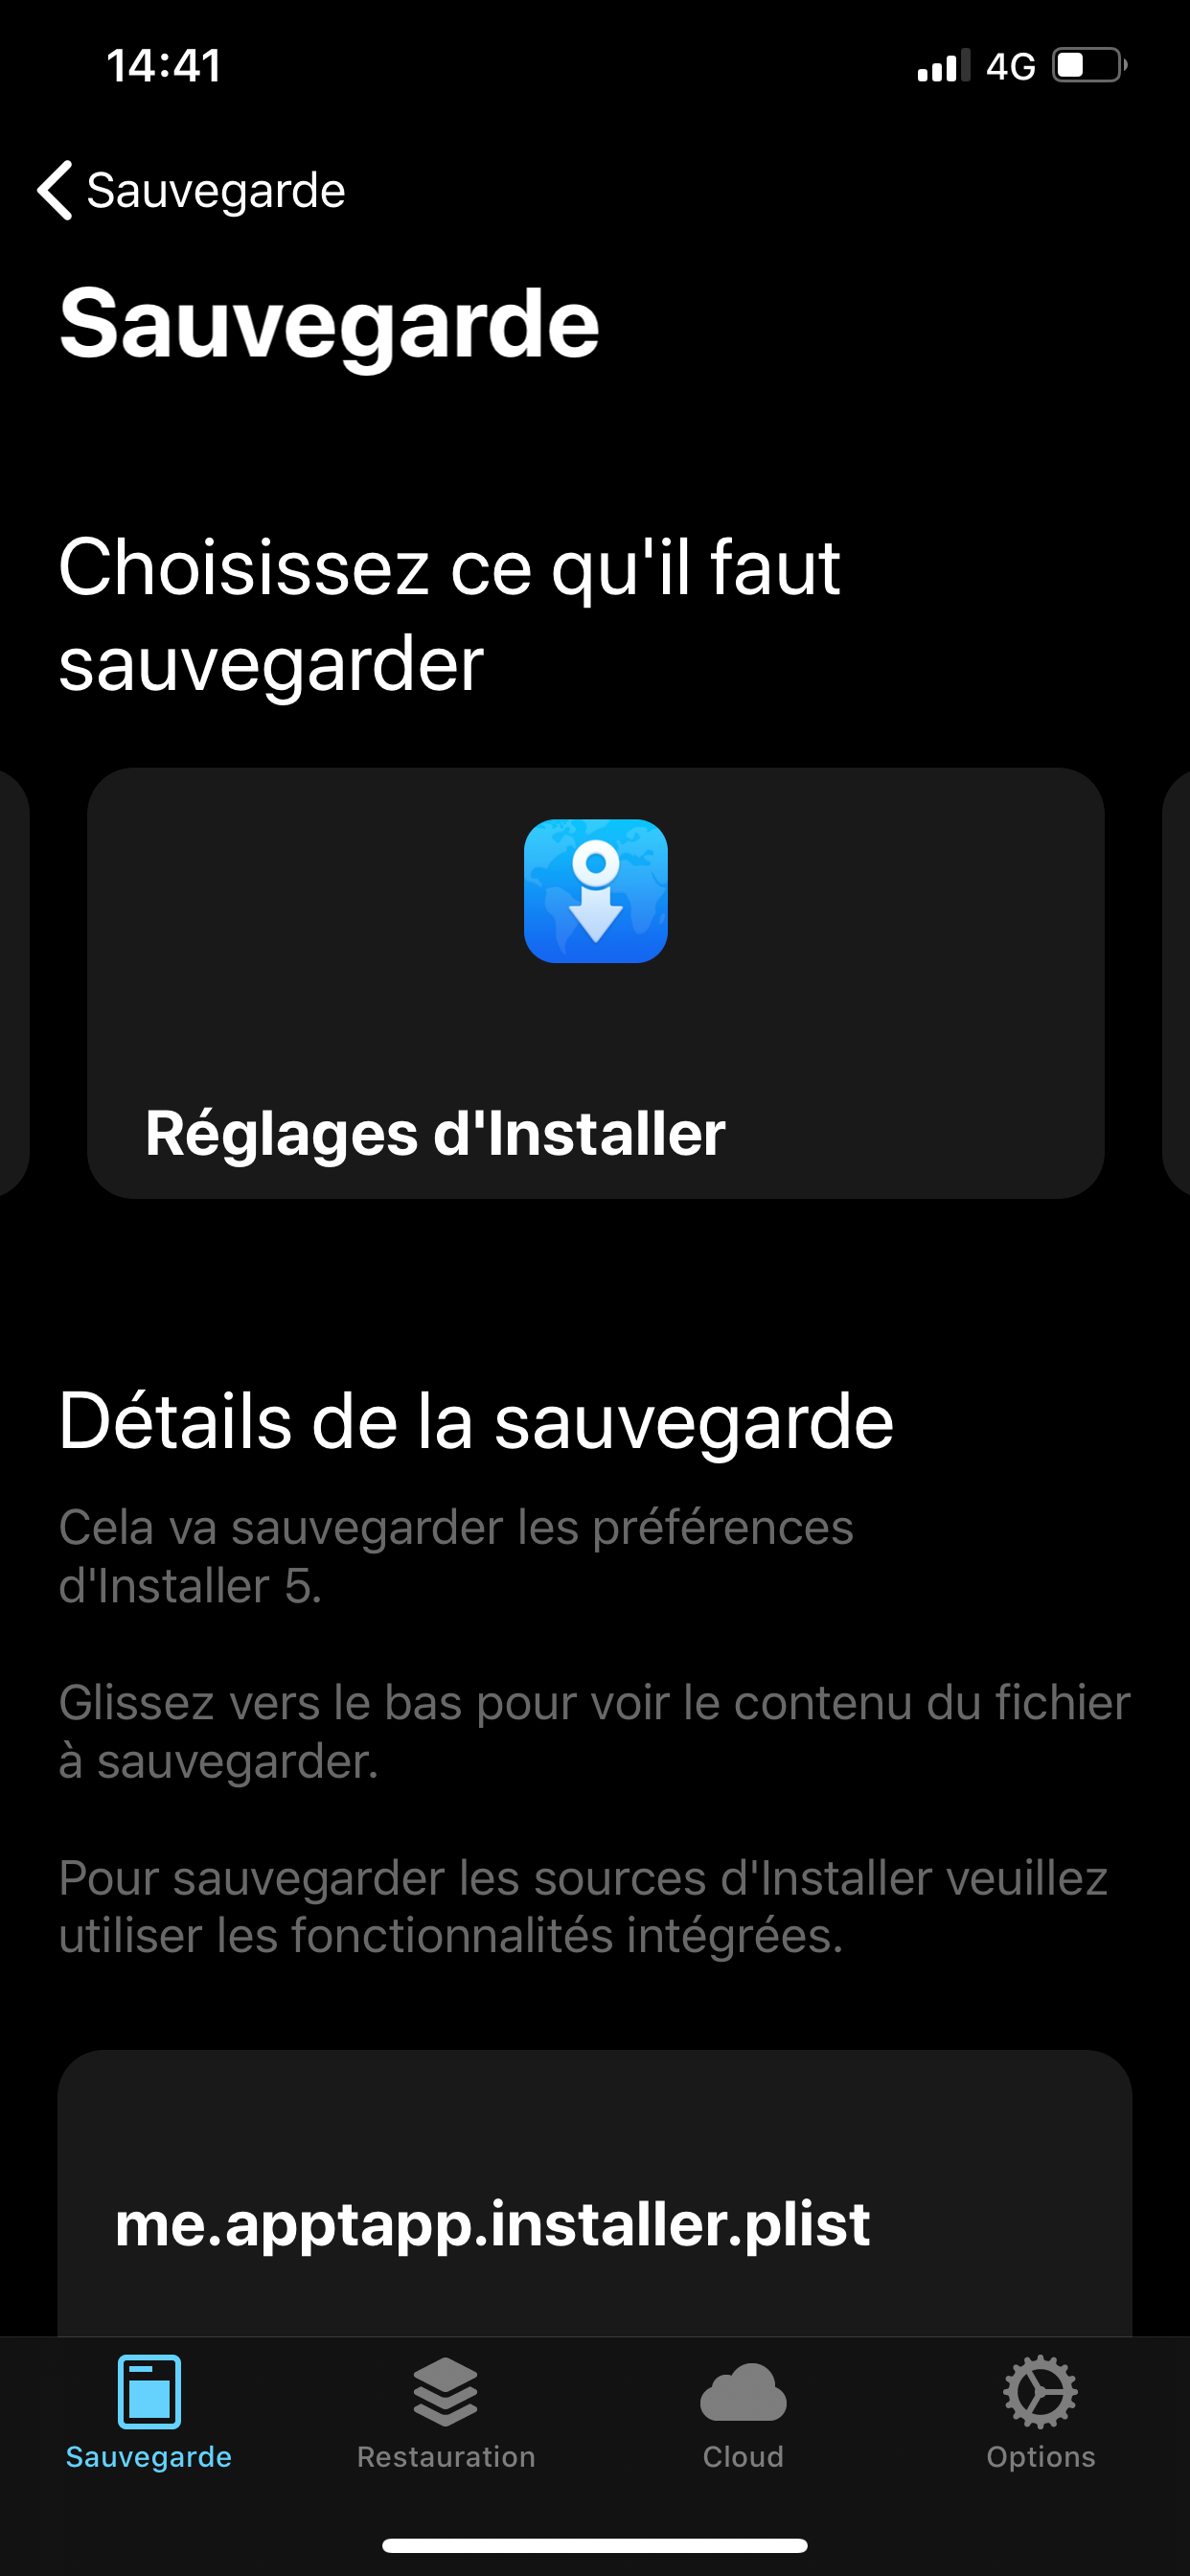 14:41
4G
Sauvegarde
Sauvegarde
Choisissez ce qu'il faut
sauvegarder
Réglages d'Installer
Détails de la sauvegarde
Cela va sauvegarder les préférences
d'Installer 5.
Glissez vers le bas pour voir le contenu du fichier
à sauvegarder.
Pour sauvegarder les sources d'Installer veuillez
utiliser les fonctionnalités intégrées.
me.apptapp.installer.plist
Sauvegarde
Restauration
Cloud
Options